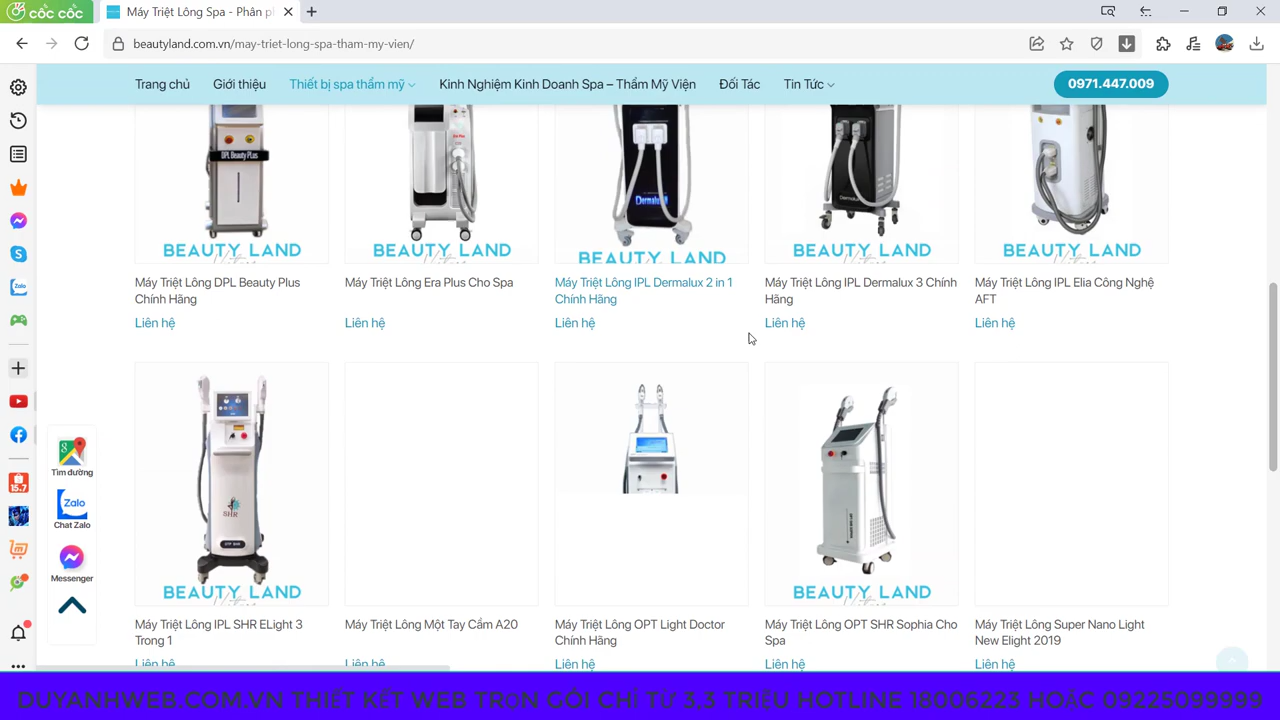 cốc cốc
Máy Triệt Lông Spa - Phân p
beautyland.com.vn/may-triet-long-spa-tham-my-vien/
Trang chủ
Giới thiệu
Thiết bị spa thẩm mỹ
Kinh Nghiệm Kinh Doanh Spa – Thẩm Mỹ Viện
Đối Tác
Tin Tức
0971.447.009
DPL Beauty Plus
Dermalux
BEAUTY LAND
BEAUTY LAND
BEAUTY LAND
BEAUTY LAND
BEAUTY LAND
Máy Triệt Lông DPL Beauty Plus
Chính Hãng
Liên hệ
Máy Triệt Lông Era Plus Cho Spa
Liên hệ
Máy Triệt Lông IPL Dermalux 2 in 1
Chính Hãng
Liên hệ
Máy Triệt Lông IPL Dermalux 3 Chính
Hãng
Liên hệ
Máy Triệt Lông IPL Elia Công Nghệ
AFT
Liên hệ
Zalo
15.7
Tìm đường
Zalo
Chat Zalo
Messenger
SHR
BEAUTY LAND
BEAUTY LAND
Máy Triệt Lông IPL SHR ELight 3
Trong 1
Liên hệ
Máy Triệt Lông Một Tay Cầm A20
Liên hệ
Máy Triệt Lông OPT Light Doctor
Chính Hãng
Liên hệ
Máy Triệt Lông OPT SHR Sophia Cho
Spa
Liên hệ
Máy Triệt Lông Super Nano Light
New Elight 2019
Liên hệ
DUYANHWEB.COM.VN THIẾT KẾT WEB TRỌN GÓI CHỈ TỪ 3,3 TRIỆU HOTLINE 18006223 HOẶC 09225099999